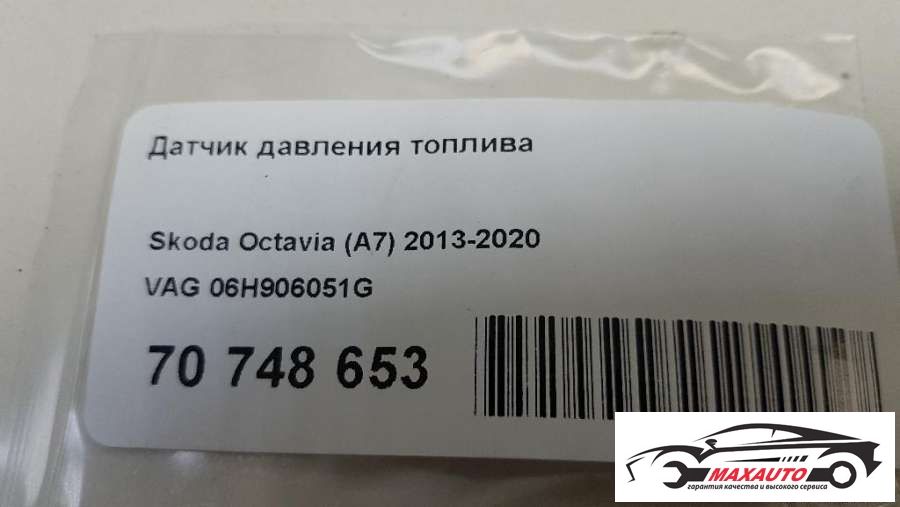 Датчик давления топлива
Skoda Octavia (A7) 2013-2020
VAG 06H906051G
70 748 653
MAXAUTO
гарантия качества и высокого сервиса